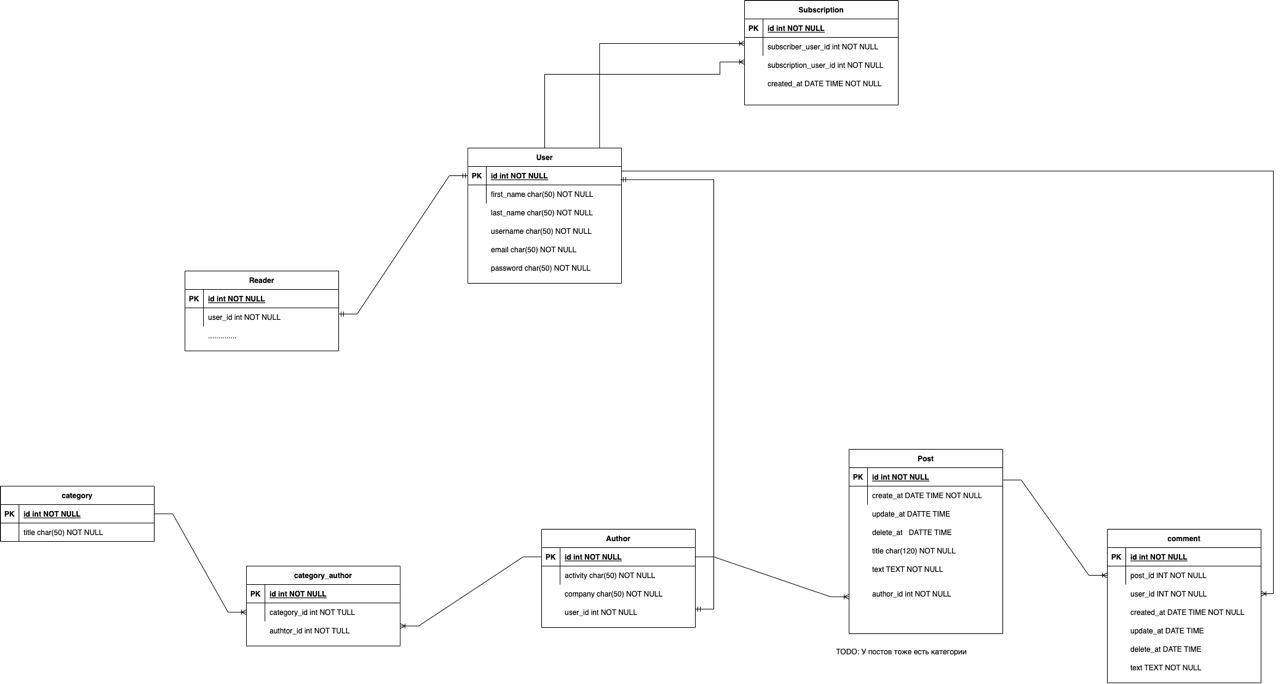 Subscription
PK id int NOT NULL
subscriber_user_id int NOT NULL
subscription_user_id int NOT NULL
created_at DATE TIME NOT NULL
User
PK id int NOT NULL
first_name char(50) NOT NULL
last_name char(50) NOT NULL
username char(50) NOT NULL
email char(50) NOT NULL
password char(50) NOT NULL
Reader
PK id int NOT NULL
user_id int NOT NULL
..............
category
PK id int NOT NULL
title char(50) NOT NULL
category_author
PK id int NOT NULL
category_id int NOT TULL
authtor_id int NOT TULL
Author
PK id int NOT NULL
activity char(50) NOT NULL
company char(50) NOT NULL
user_id int NOT NULL
Post
PK id int NOT NULL
create_at DATE TIME NOT NULL
update_at DATTE TIME
delete_at DATTE TIME
title char(120) NOT NULL
text TEXT NOT NULL
author_id int NOT NULL
TODO: У постов тоже есть категории
comment
PK id int NOT NULL
post_id INT NOT NULL
user_id INT NOT NULL
created_at DATE TIME NOT NULL
update_at DATE TIME
delete_at DATE TIME
text TEXT NOT NULL